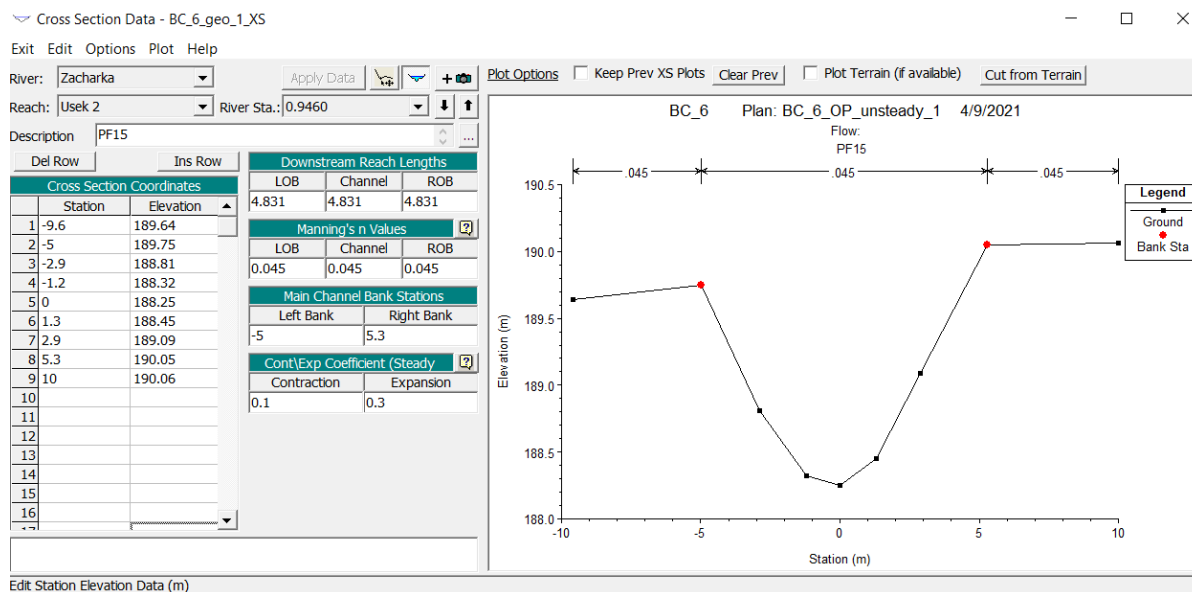 Cross Section Data - BC_6_geo_1_XS
Exit Edit Options Plot Help
River: Zacharka Apply Data
Reach: Usek 2 River Sta.: 0.9460
Description PF15 ...
Del Row Ins Row
Cross Section Coordinates
Station Elevation
1 -9.6 189.64
2 -5 189.75
3 -2.9 188.81
4 -1.2 188.32
5 0 188.25
6 1.3 188.45
7 2.9 189.09
8 5.3 190.05
9 10 190.06
10
11
12
13
14
15
16
Downstream Reach Lengths
LOB Channel ROB
4.831 4.831 4.831
Manning's n Values ?
LOB Channel ROB
0.045 0.045 0.045
Main Channel Bank Stations
Left Bank Right Bank
-5 5.3
Cont\Exp Coefficient (Steady ?
Contraction Expansion
0.1 0.3
Plot Options Keep Prev XS Plots Clear Prev Plot Terrain (if available) Cut from Terrain
BC_6 Plan: BC_6_OP_unsteady_1 4/9/2021
Flow:
PF15
.045 .045 .045
Legend
Ground
Bank Sta
190.5
190.0
189.5
189.0
188.5
188.0
Elevation (m)
-10 -5 0 5 10
Station (m)
Edit Station Elevation Data (m)